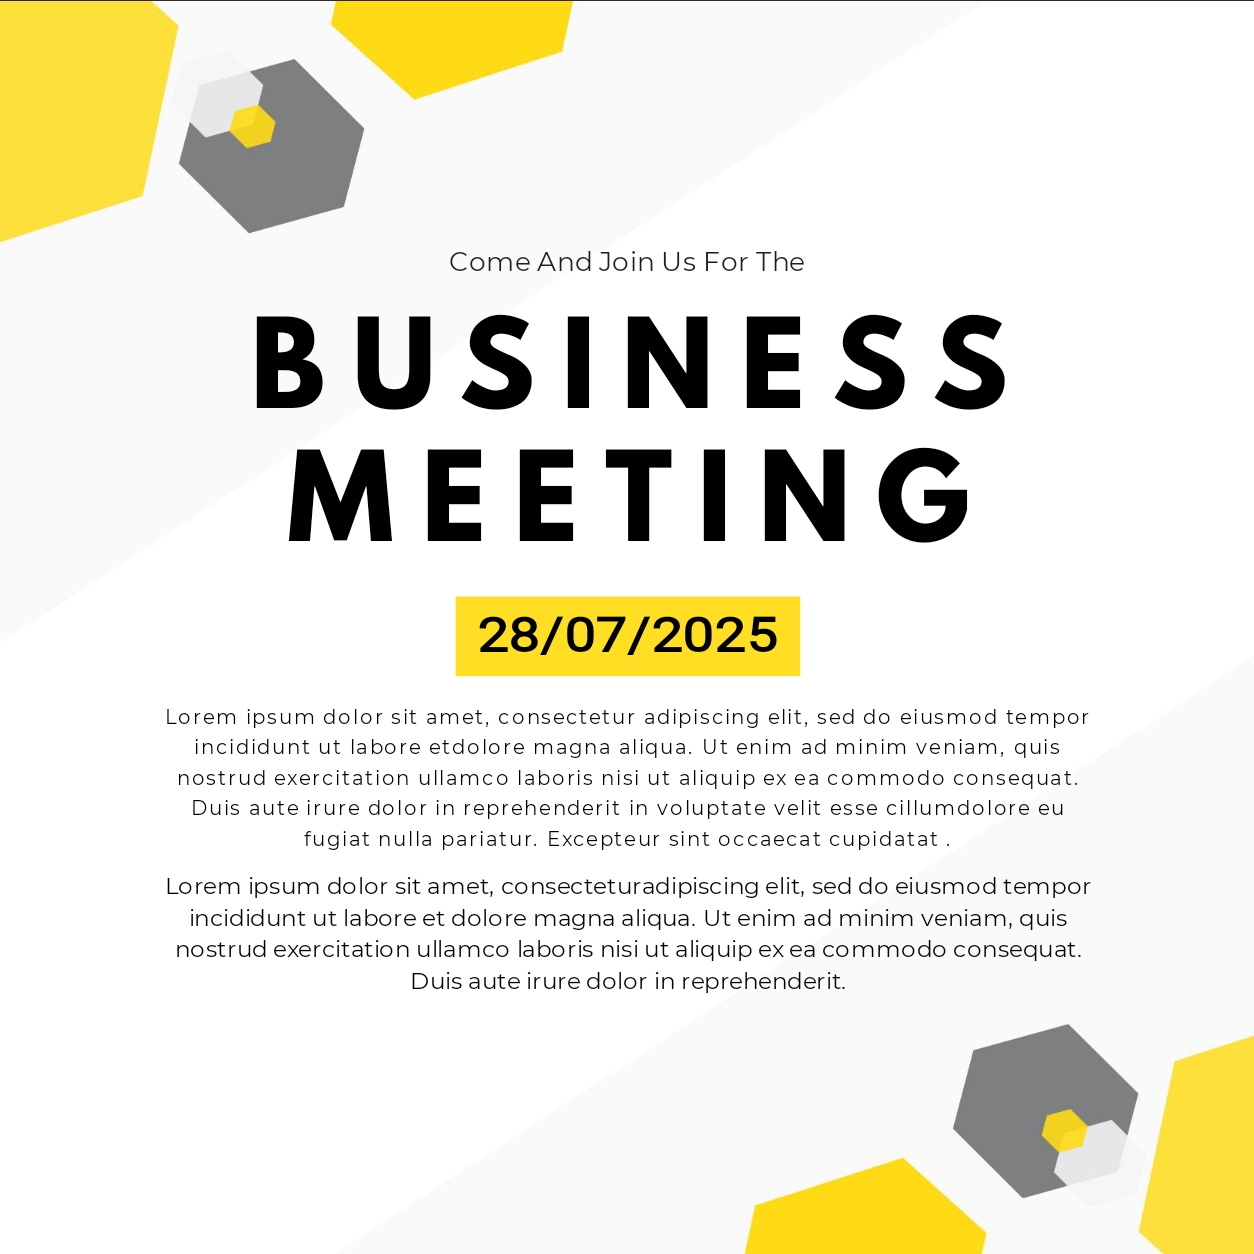 Come And Join Us For The
BUSINESS
MEETING
28/07/2025
Lorem ipsum dolor sit amet, consectetur adipiscing elit, sed do eiusmod tempor
incididunt ut labore etdolore magna aliqua. Ut enim ad minim veniam, quis
nostrud exercitation ullamco laboris nisi ut aliquip ex ea commodo consequat.
Duis aute irure dolor in reprehenderit in voluptate velit esse cillumdolore eu
fugiat nulla pariatur. Excepteur sint occaecat cupidatat .
Lorem ipsum dolor sit amet, consecteturadipiscing elit, sed do eiusmod tempor
incididunt ut labore et dolore magna aliqua. Ut enim ad minim veniam, quis
nostrud exercitation ullamco laboris nisi ut aliquip ex ea commodo consequat.
Duis aute irure dolor in reprehenderit.